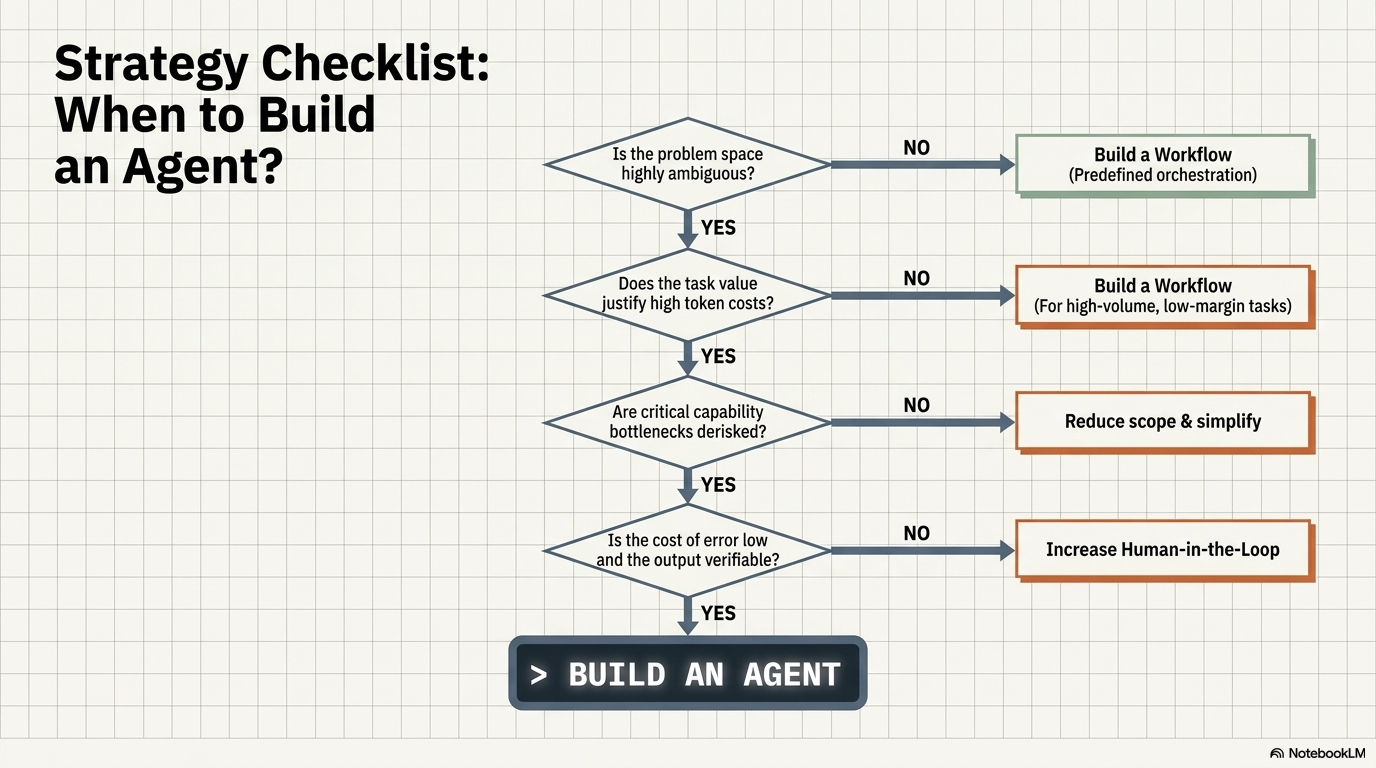 Strategy Checklist:
When to Build
an Agent?
Is the problem space
highly ambiguous?
NO
Build a Workflow
(Predefined orchestration)
YES
Does the task value
justify high token costs?
NO
Build a Workflow
(For high-volume, low-margin tasks)
YES
Are critical capability
bottlenecks derisked?
NO
Reduce scope & simplify
YES
Is the cost of error low
and the output verifiable?
NO
Increase Human-in-the-Loop
YES
> BUILD AN AGENT
NotebookLM